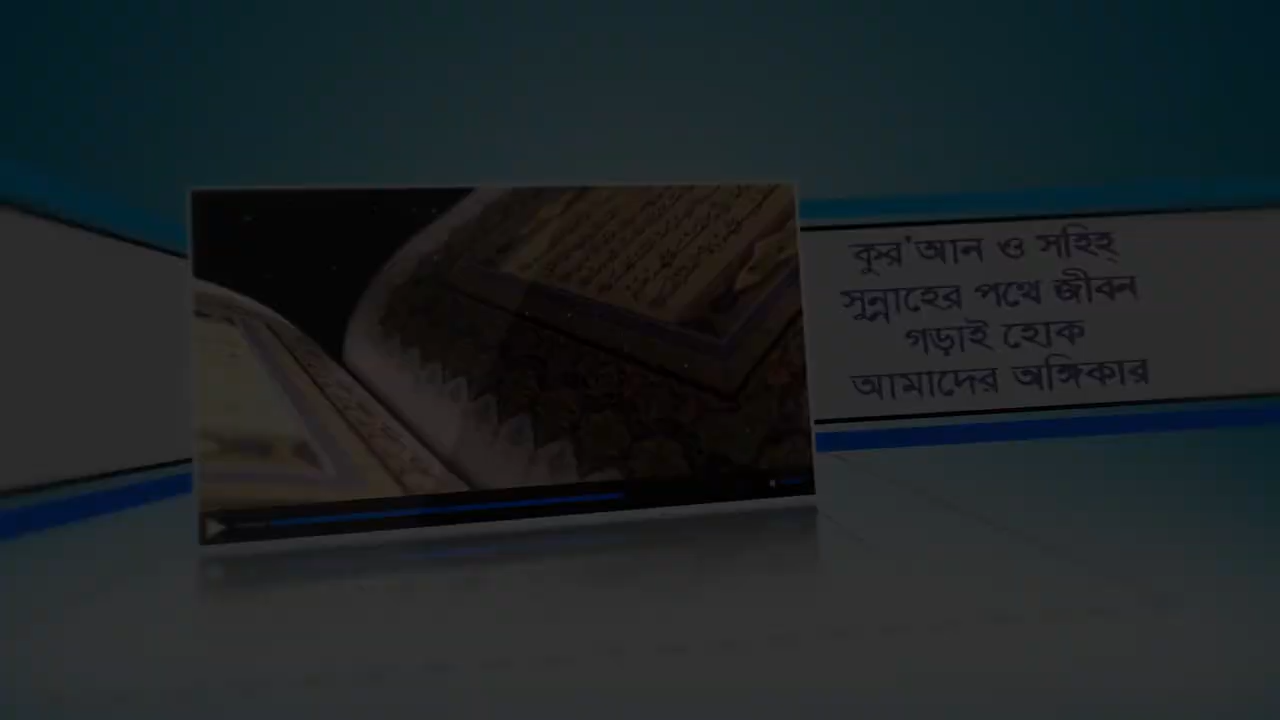 কুর'আন ও সহিহ্
সুন্নাহের পথে জীবন
গড়াই হোক
আমাদের অঙ্গিকার